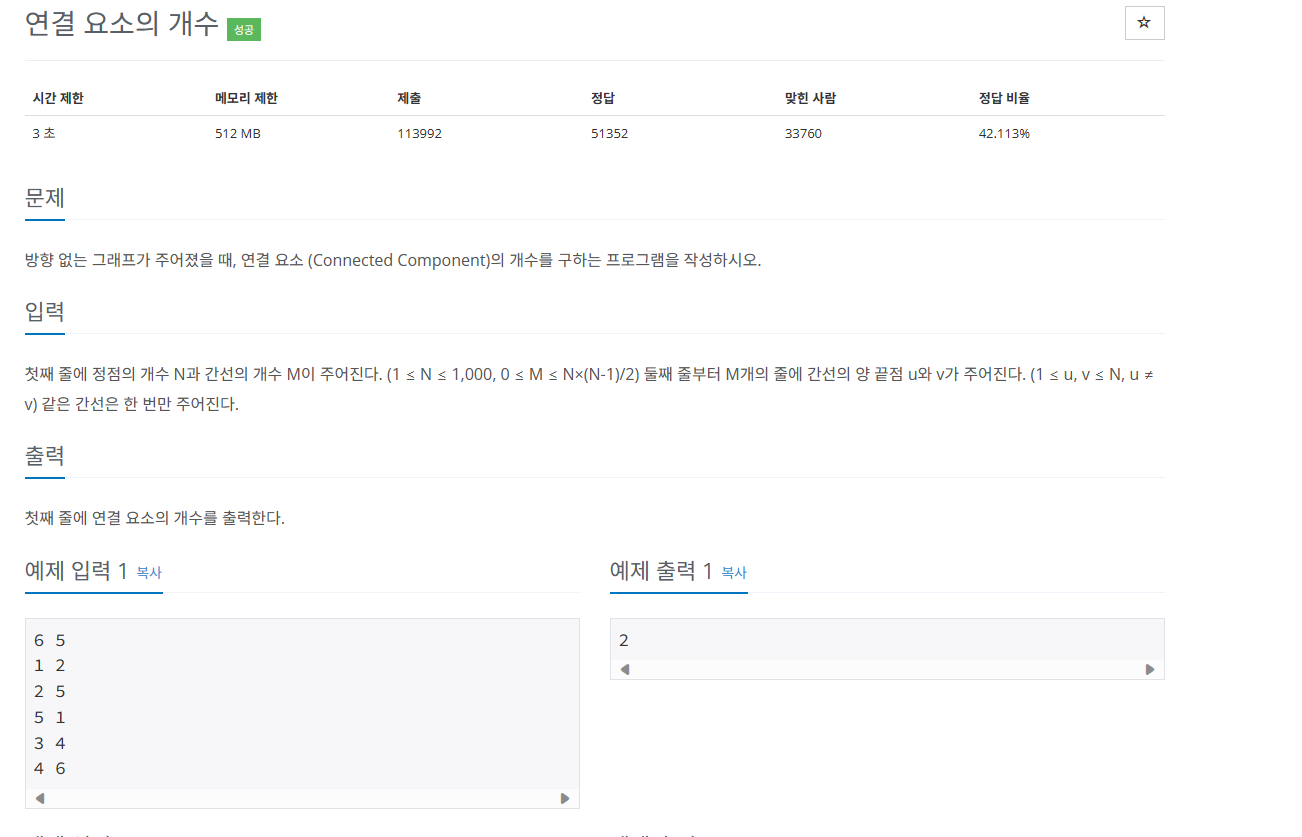 연결 요소의 개수 성공
☆
시간 제한 메모리 제한 제출 정답 맞힌 사람 정답 비율
3 초 512 MB 113992 51352 33760 42.113%
문제
방향 없는 그래프가 주어졌을 때, 연결 요소 (Connected Component)의 개수를 구하는 프로그램을 작성하시오.
입력
첫째 줄에 정점의 개수 N과 간선의 개수 M이 주어진다. (1 ≤ N ≤ 1,000, 0 ≤ M ≤ N×(N-1)/2) 둘째 줄부터 M개의 줄에 간선의 양 끝점 u와 v가 주어진다. (1 ≤ u, v ≤ N, u ≠
v) 같은 간선은 한 번만 주어진다.
출력
첫째 줄에 연결 요소의 개수를 출력한다.
예제 입력 1 복사
6 5
1 2
2 5
5 1
3 4
4 6
예제 출력 1 복사
2